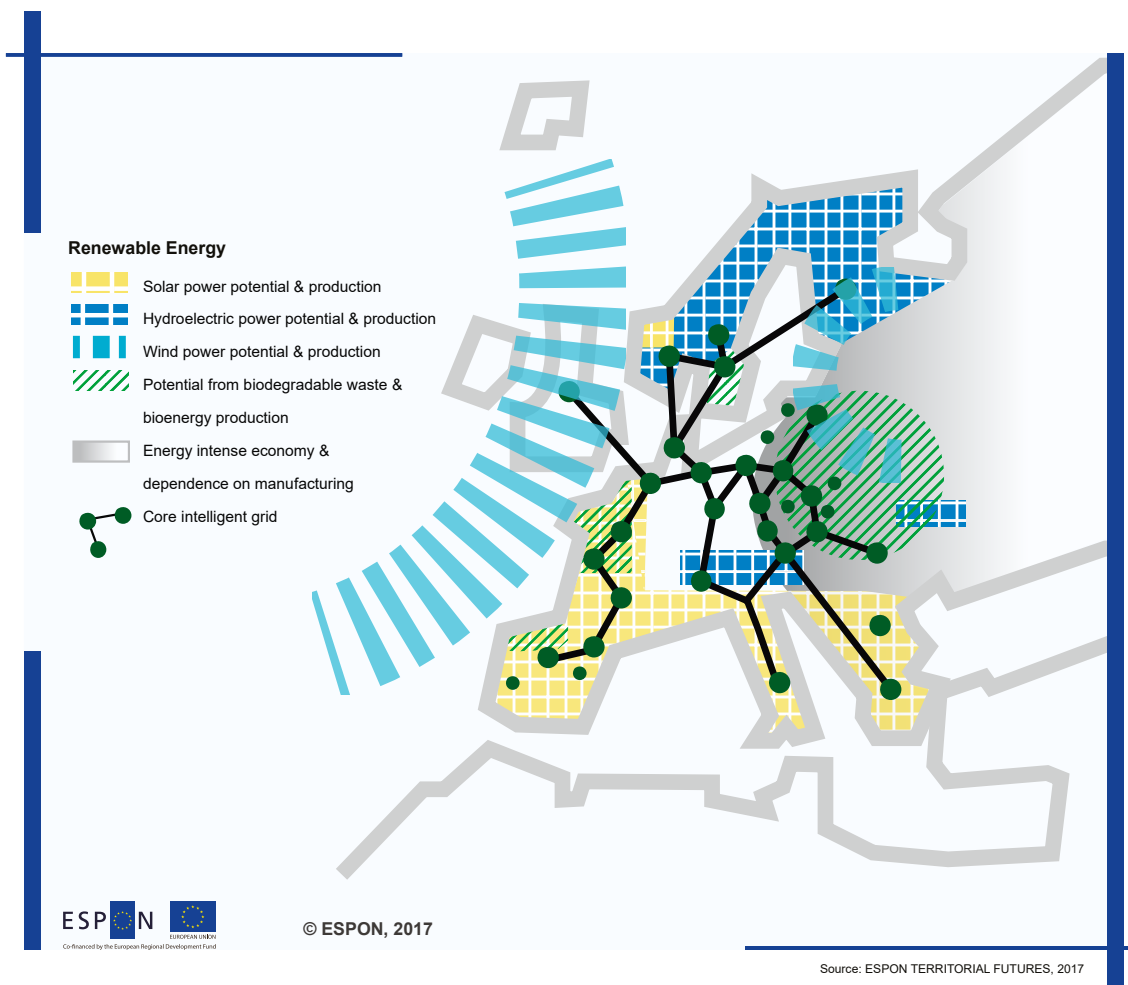 Renewable Energy
Solar power potential & production
Hydroelectric power potential & production
Wind power potential & production
Potential from biodegradable waste &
bioenergy production
Energy intense economy &
dependence on manufacturing
Core intelligent grid
ESPON
EUROPEAN UNION
Co-financed by the European Regional Development Fund
© ESPON, 2017
Source: ESPON TERRITORIAL FUTURES, 2017